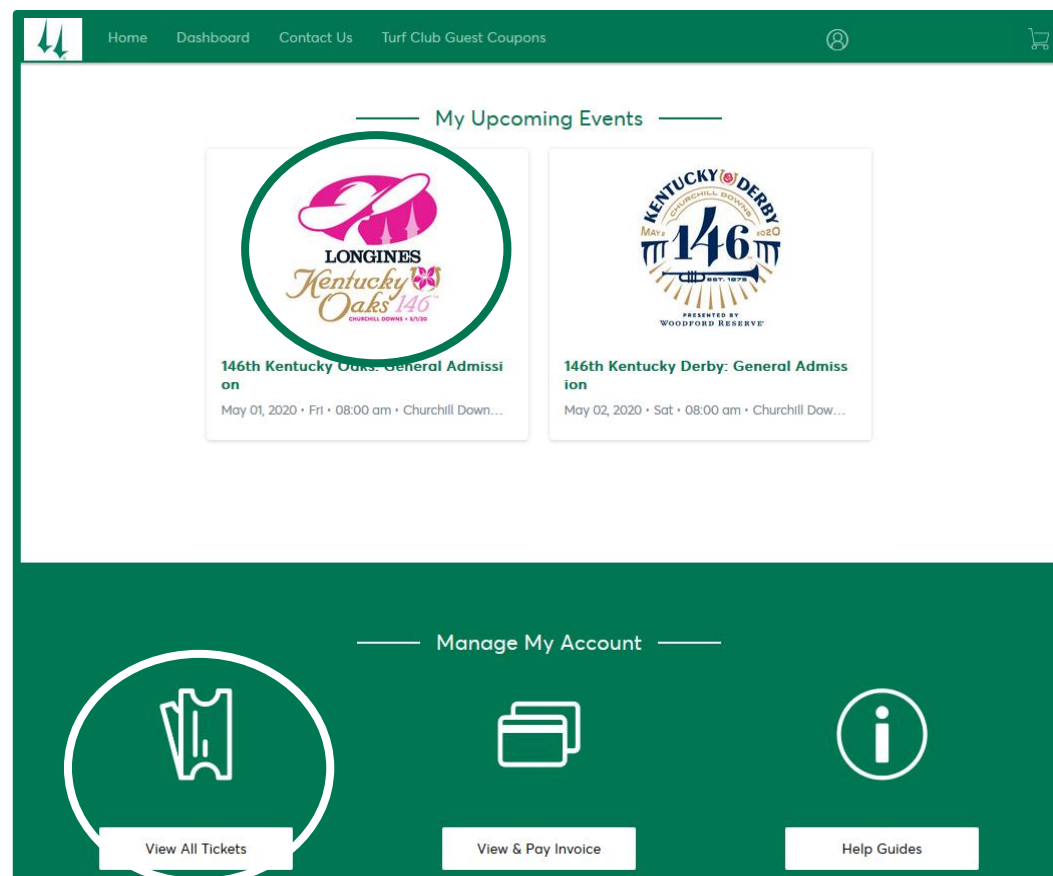 Home Dashboard Contact Us Turf Club Guest Coupons
My Upcoming Events
LONGINES
Kentucky
Oaks 146™
CHURCHILL DOWNS • 5/1/20
KENTUCKY DERBY
CHURCHILL DOWNS
MAY 2 2020
146
EST. 1875
PRESENTED BY
WOODFORD RESERVE®
146th Kentucky Oaks: General Admissi
on
May 01, 2020 • Fri • 08:00 am • Churchill Down...
146th Kentucky Derby: General Admiss
ion
May 02, 2020 • Sat • 08:00 am • Churchill Dow...
Manage My Account
View All Tickets
View & Pay Invoice
Help Guides